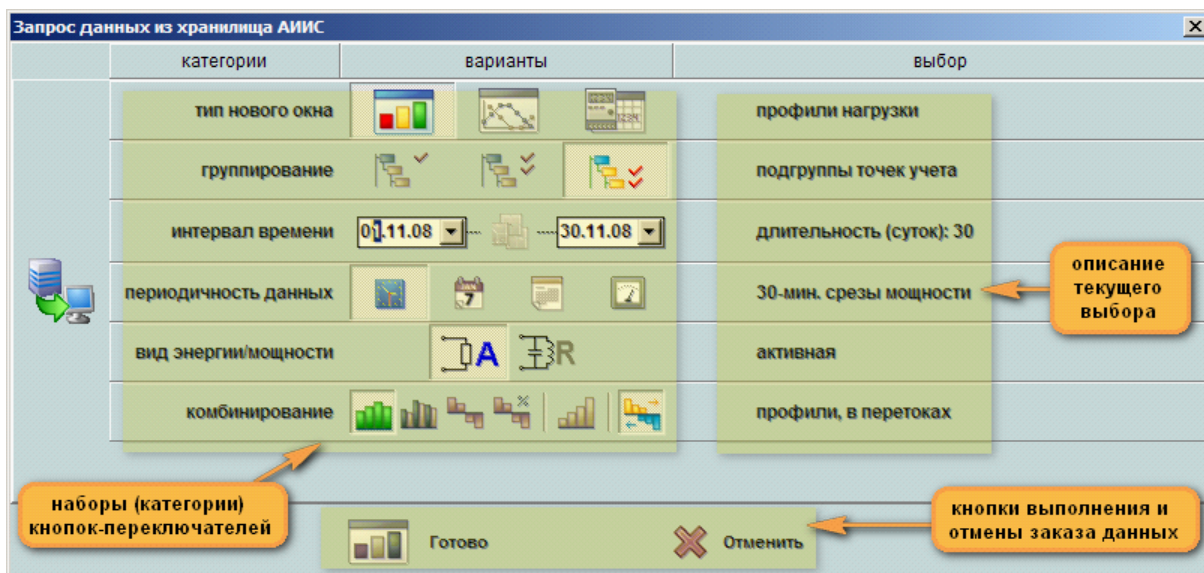 Запрос данных из хранилища АИИС
категории варианты выбор
тип нового окна профили нагрузки
группирование подгруппы точек учета
интервал времени 01.11.08 30.11.08 длительность (суток): 30
периодичность данных 7 30-мин. срезы мощности
вид энергии/мощности A R активная
комбинирование % профили, в перетоках
описание
текущего
выбора
наборы (категории)
кнопок-переключателей
кнопки выполнения и
отмены заказа данных
Готово Отменить